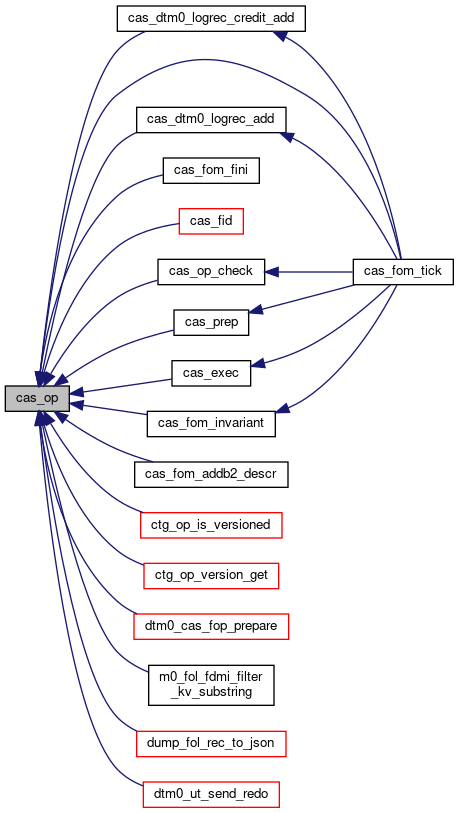 cas_dtm0_logrec_credit_add
cas_dtm0_logrec_add
cas_fom_fini
cas_fid
cas_op_check
cas_fom_tick
cas_prep
cas_exec
cas_op
cas_fom_invariant
cas_fom_addb2_descr
ctg_op_is_versioned
ctg_op_version_get
dtm0_cas_fop_prepare
m0_fol_fdmi_filter
_kv_substring
dump_fol_rec_to_json
dtm0_ut_send_redo